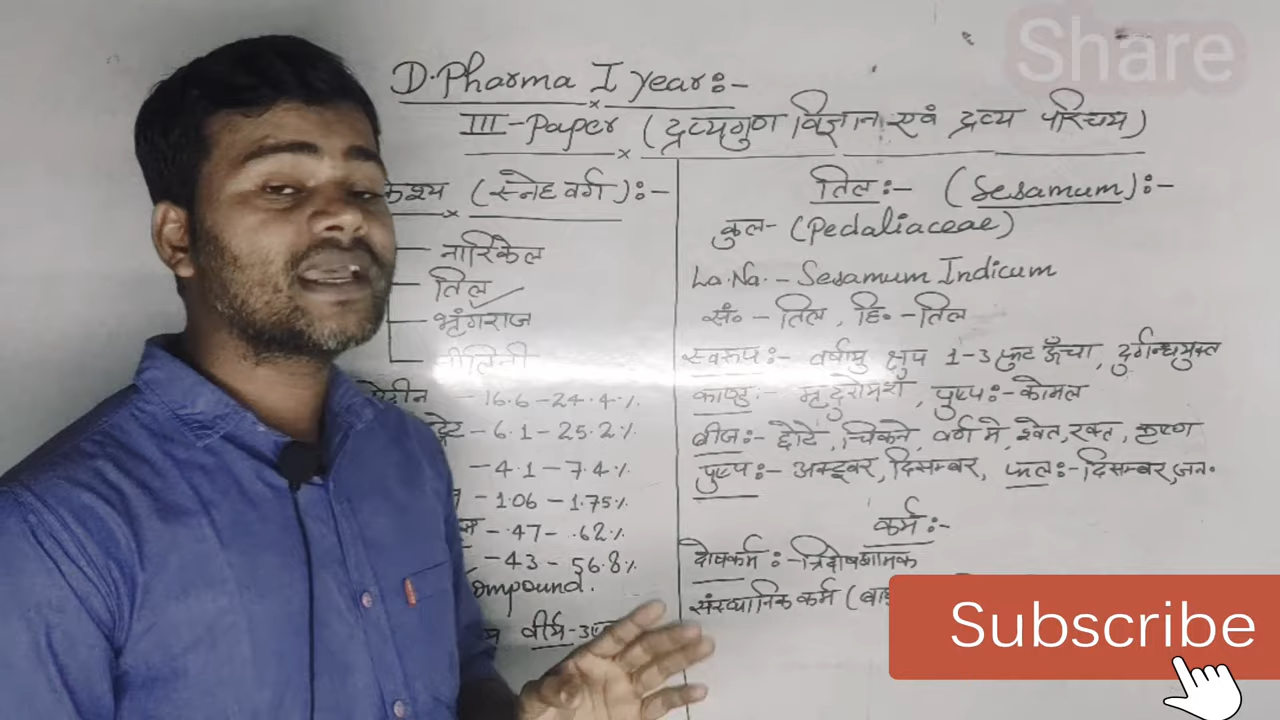 Share
D.Pharma I year:-
III-Paper (द्रव्यगुण विज्ञान एवं द्रव्य परिचय)
केश्य (स्नेह वर्ग):-
नारिकेल
तिल
भृंगराज
- 16.6 - 24.4%
- 6.1 - 25.2%
- 4.1 - 7.4%
- 1.06 - 1.75%
- .47 - .62%
- 43 - 56.8%
ompound.
वीर्य -
तिल:- (Sesamum):-
कुल- (Pedaliaceae)
La.Na. - Sesamum Indicum
सं॰ - तिल, हि॰ - तिल
स्वरूप:- वर्षायु क्षुप 1-3 फुट ऊँचा, दुर्गन्धयुक्त
काण्ड:- मृदुरोमश, पुष्प:- कोमल
बीज:- छोटे, चिकने, वर्ण मे श्वेत, रक्त, कृष्ण
पुष्प:- अक्टूबर, दिसम्बर, फल:- दिसम्बर, जन॰
कर्म:-
दोषकर्म:- त्रिदोषशामक
संस्थानिक कर्म (बाह
Subscribe